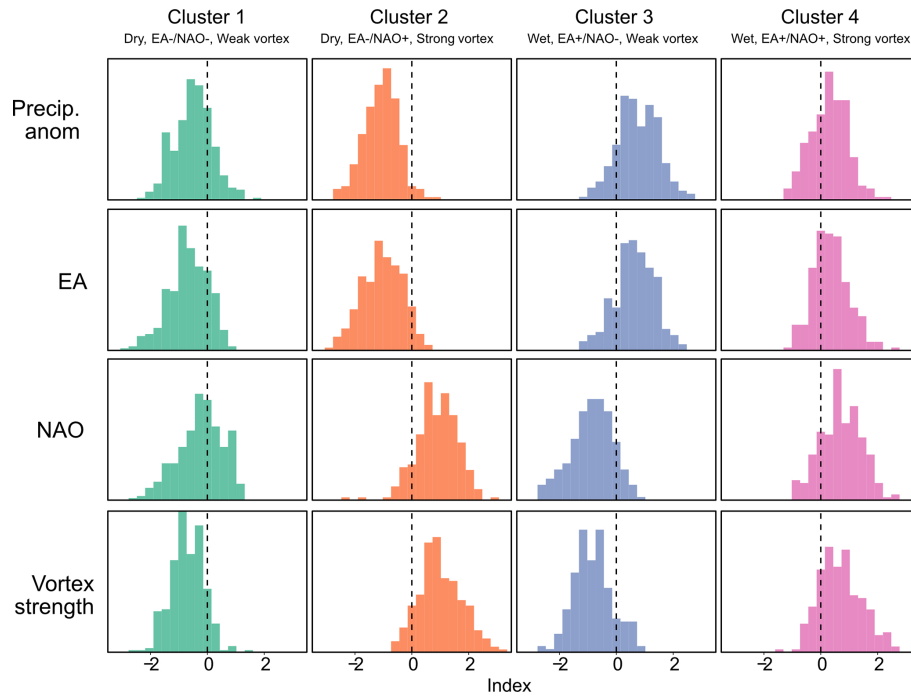 Cluster 1
Cluster 2
Cluster 3
Cluster 4
Dry, EA-/NAO-, Weak vortex
Dry, EA-/NAO+, Strong vortex
Wet, EA+/NAO-, Weak vortex
Wet, EA+/NAO+, Strong vortex
Precip.
anom
EA
NAO
Vortex
strength
−2 0 2
−2 0 2
−2 0 2
−2 0 2
Index